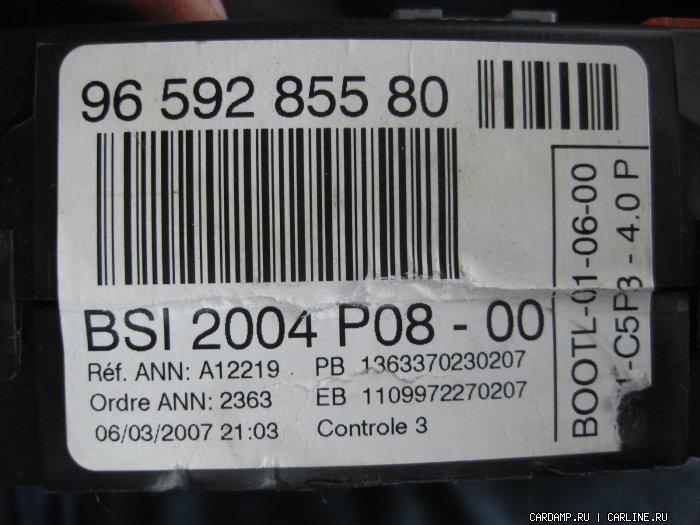 96 592 855 80
BSI 2004 P08 - 00
Réf. ANN: A12219 PB 1363370230207
Ordre ANN: 2363 EB 1109972270207
06/03/2007 21:03 Controle 3
BOOTL-01-06-00
-C5P3 - 4.0 P
CARDAMP.RU | CARLINE.RU